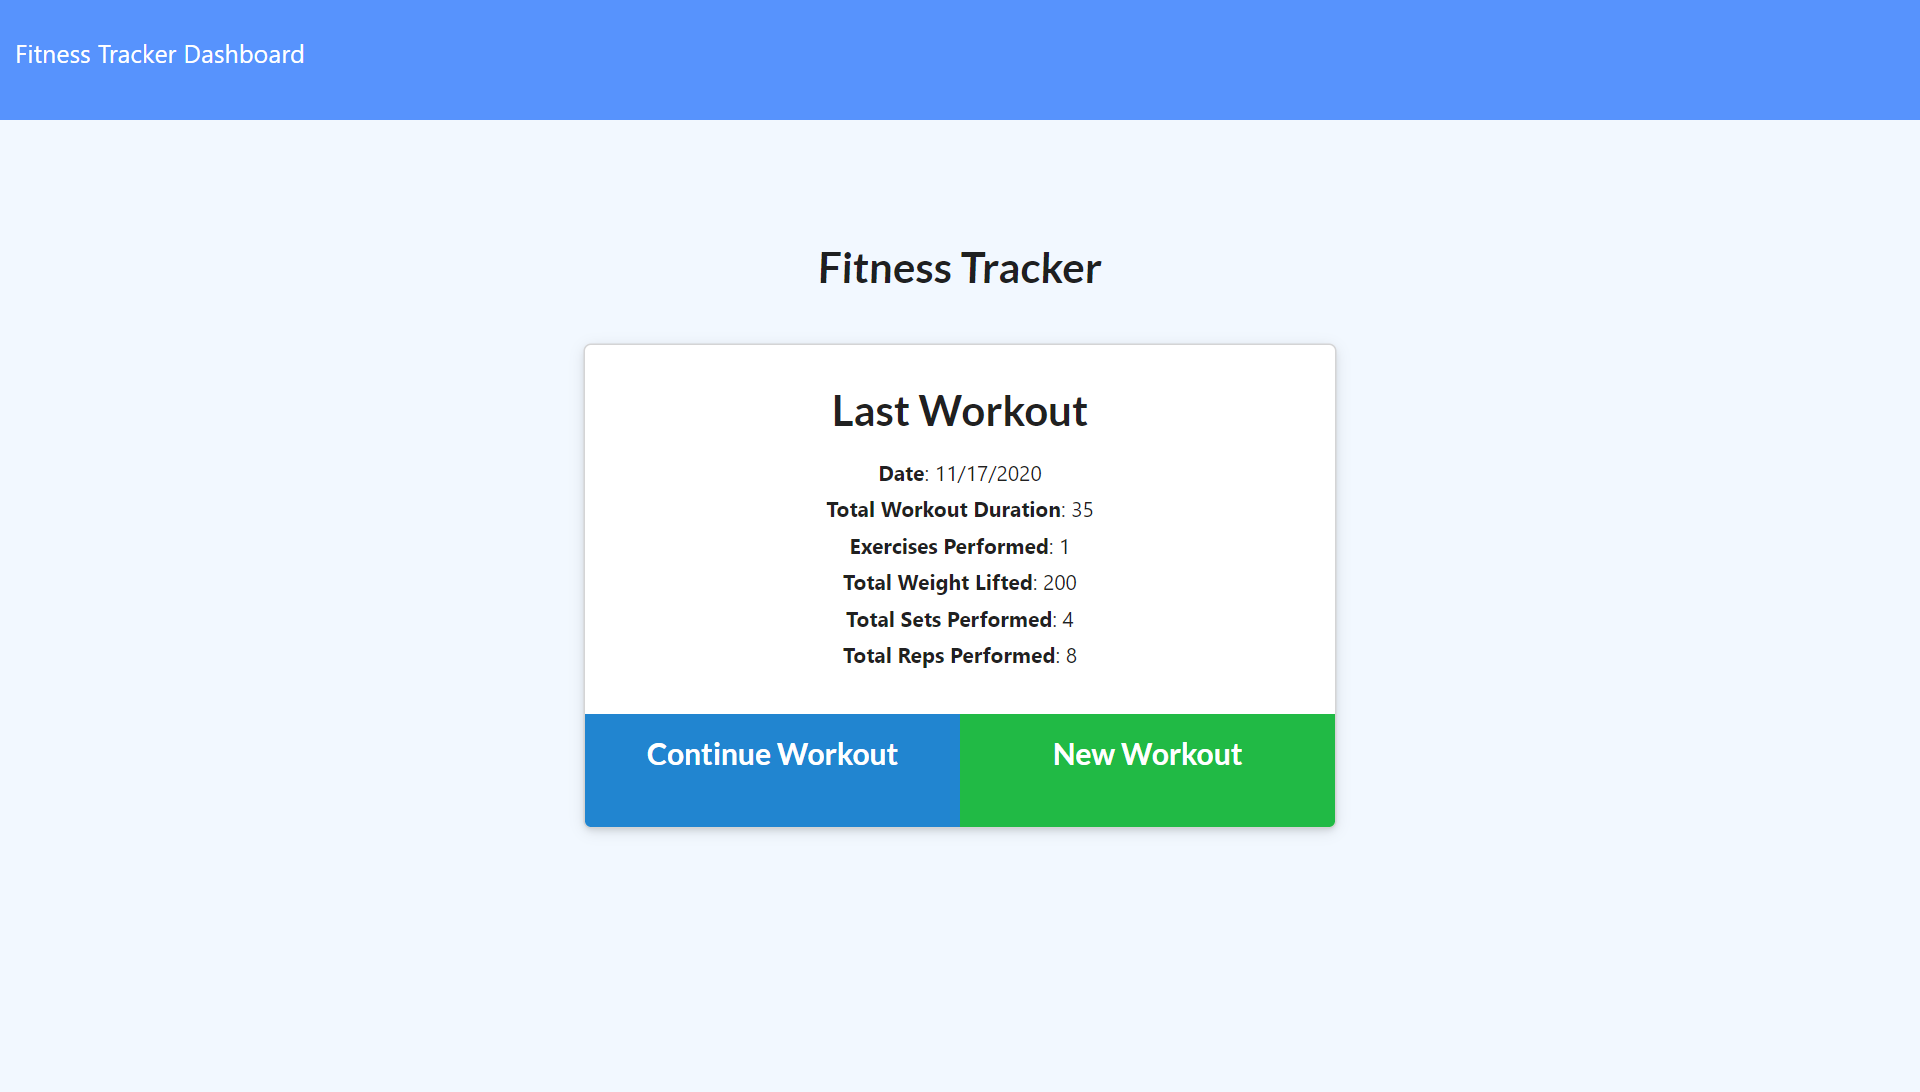 Fitness Tracker Dashboard
Fitness Tracker
Last Workout
Date: 11/17/2020
Total Workout Duration: 35
Exercises Performed: 1
Total Weight Lifted: 200
Total Sets Performed: 4
Total Reps Performed: 8
Continue Workout
New Workout